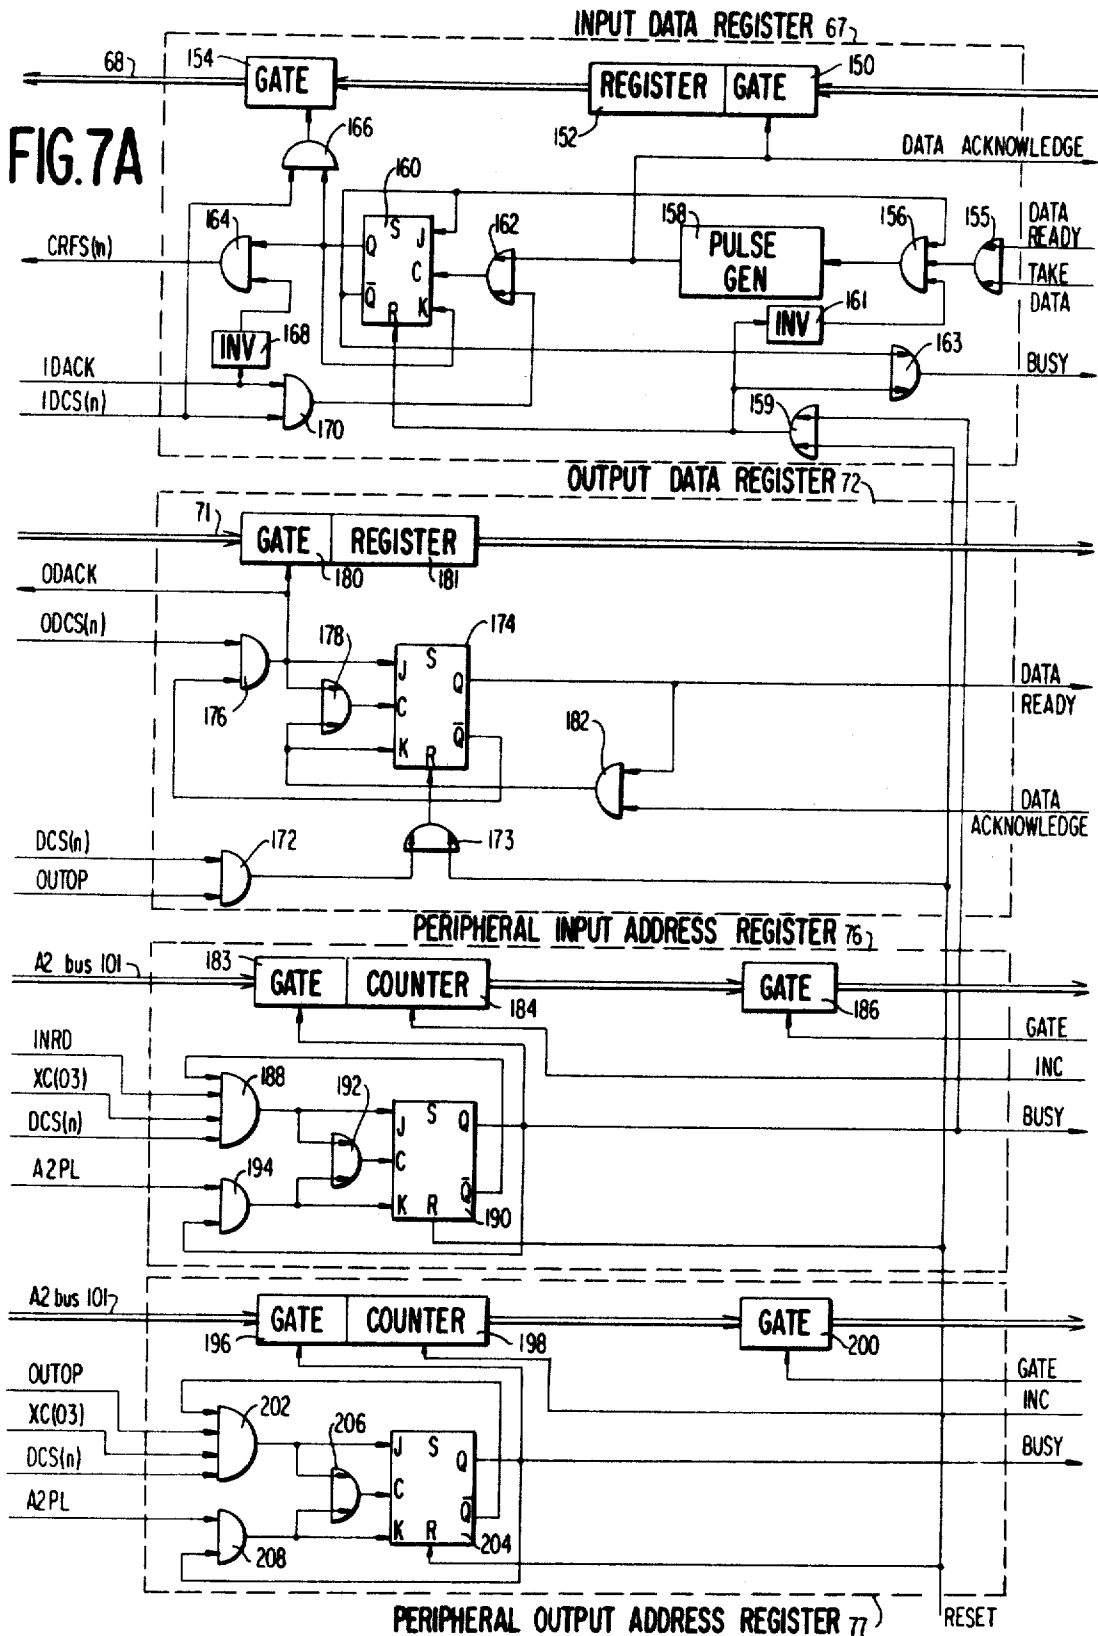 INPUT DATA REGISTER 67
68
154
GATE
REGISTER
GATE
150
152
FIG. 7A
166
DATA ACKNOWLEDGE
160
164
S
Q
J
C
Q̅
R
K
162
158
PULSE
GEN
156
155
DATA
READY
TAKE
DATA
CRFS(n)
INV
168
INV
161
163
BUSY
IDACK
IDCS(n)
170
159
OUTPUT DATA REGISTER 72
71
GATE
REGISTER
180
181
ODACK
ODCS(n)
178
174
176
J
S
Q
C
Q̅
K
R
DATA
READY
182
DATA
ACKNOWLEDGE
DCS(n)
OUTOP
172
173
PERIPHERAL INPUT ADDRESS REGISTER 76
A2 bus 101
183
GATE
COUNTER
184
GATE
186
GATE
INC
INRD
XC(03)
DCS(n)
188
192
J
S
Q
C
Q̅
K
R
190
BUSY
A2PL
194
A2 bus 101
GATE
COUNTER
196
198
GATE
200
GATE
INC
OUTOP
XC(03)
DCS(n)
202
206
J
S
Q
C
Q̅
K
R
204
BUSY
A2PL
208
RESET
PERIPHERAL OUTPUT ADDRESS REGISTER 77